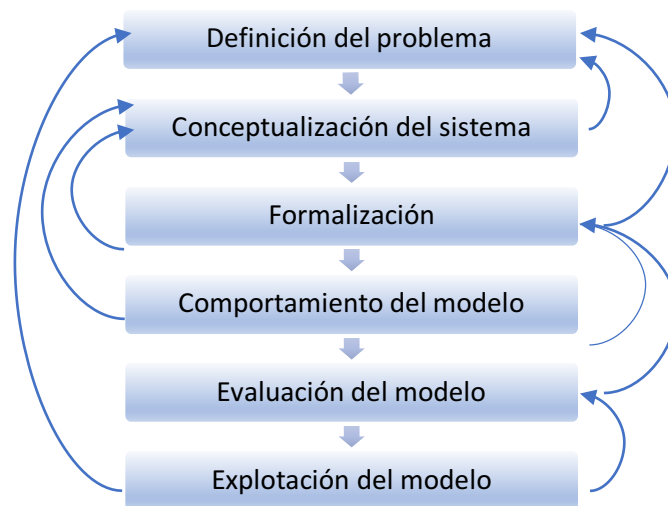 Definición del problema
Conceptualización del sistema
Formalización
Comportamiento del modelo
Evaluación del modelo
Explotación del modelo